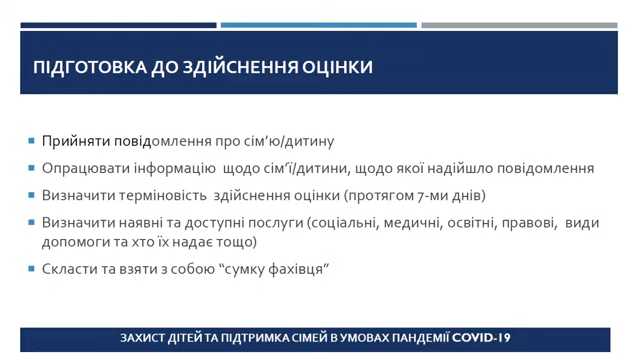 ПІДГОТОВКА ДО ЗДІЙСНЕННЯ ОЦІНКИ
Прийняти повідомлення про сім’ю/дитину
Опрацювати інформацію щодо сім’ї/дитини, щодо якої надійшло повідомлення
Визначити терміновість здійснення оцінки (протягом 7-ми днів)
Визначити наявні та доступні послуги (соціальні, медичні, освітні, правові, види
допомоги та хто їх надає тощо)
Скласти та взяти з собою “сумку фахівця”
ЗАХИСТ ДІТЕЙ ТА ПІДТРИМКА СІМЕЙ В УМОВАХ ПАНДЕМІЇ COVID-19